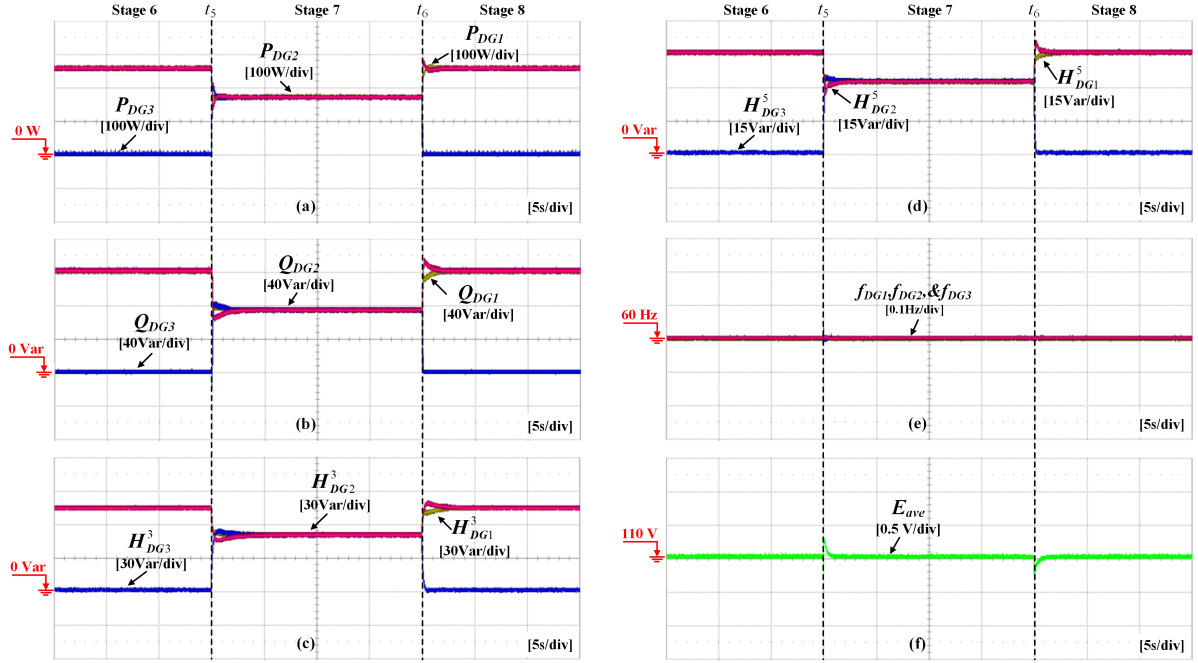 Stage 6 t5 Stage 7 t6 Stage 8
PDG1
[100W/div]
PDG2
[100W/div]
PDG3
[100W/div]
0 W
(a)
[5s/div]
QDG2
[40Var/div]
QDG1
[40Var/div]
QDG3
[40Var/div]
0 Var
(b)
[5s/div]
H³DG2
[30Var/div]
H³DG1
[30Var/div]
H³DG3
[30Var/div]
0 Var
(c)
[5s/div]
Stage 6 t5 Stage 7 t6 Stage 8
H⁵DG1
[15Var/div]
H⁵DG3
[15Var/div]
H⁵DG2
[15Var/div]
0 Var
(d)
[5s/div]
fDG1,fDG2,&fDG3
[0.1Hz/div]
60 Hz
(e)
[5s/div]
Eave
[0.5 V/div]
110 V
(f)
[5s/div]